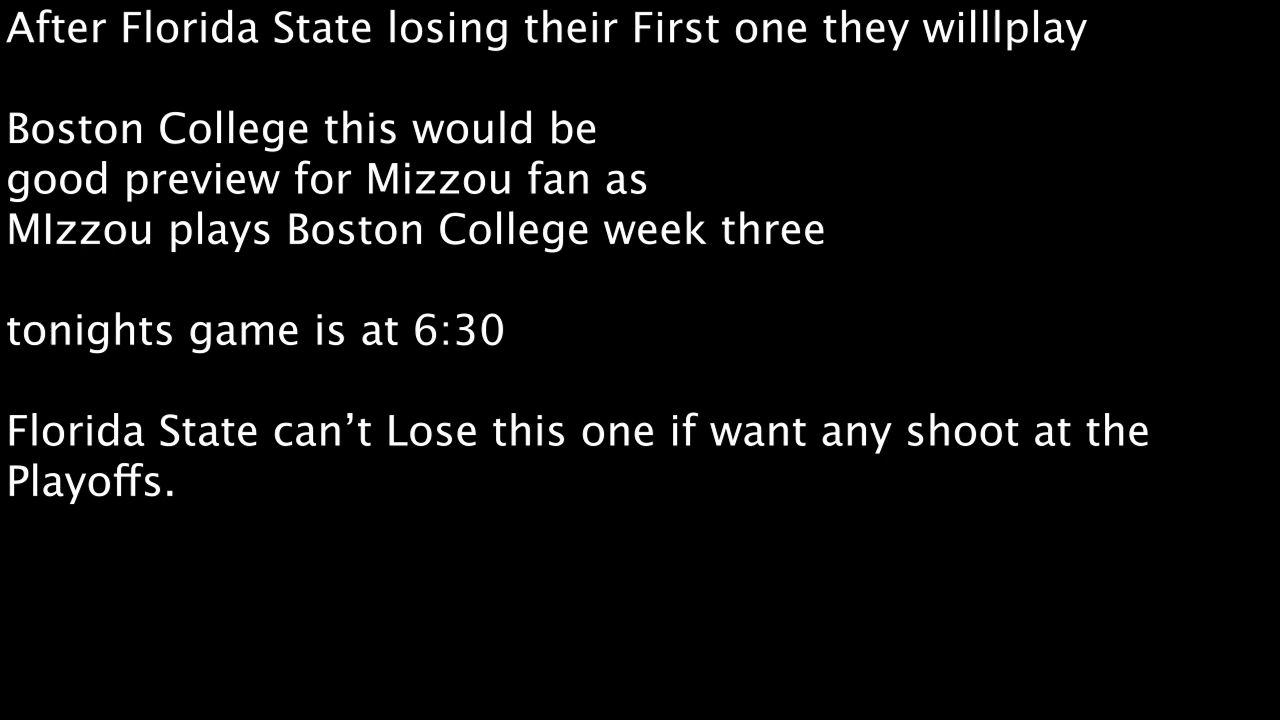 After Florida State losing their First one they willlplay
Boston College this would be
good preview for Mizzou fan as
MIzzou plays Boston College week three
tonights game is at 6:30
Florida State can’t Lose this one if want any shoot at the
Playoffs.